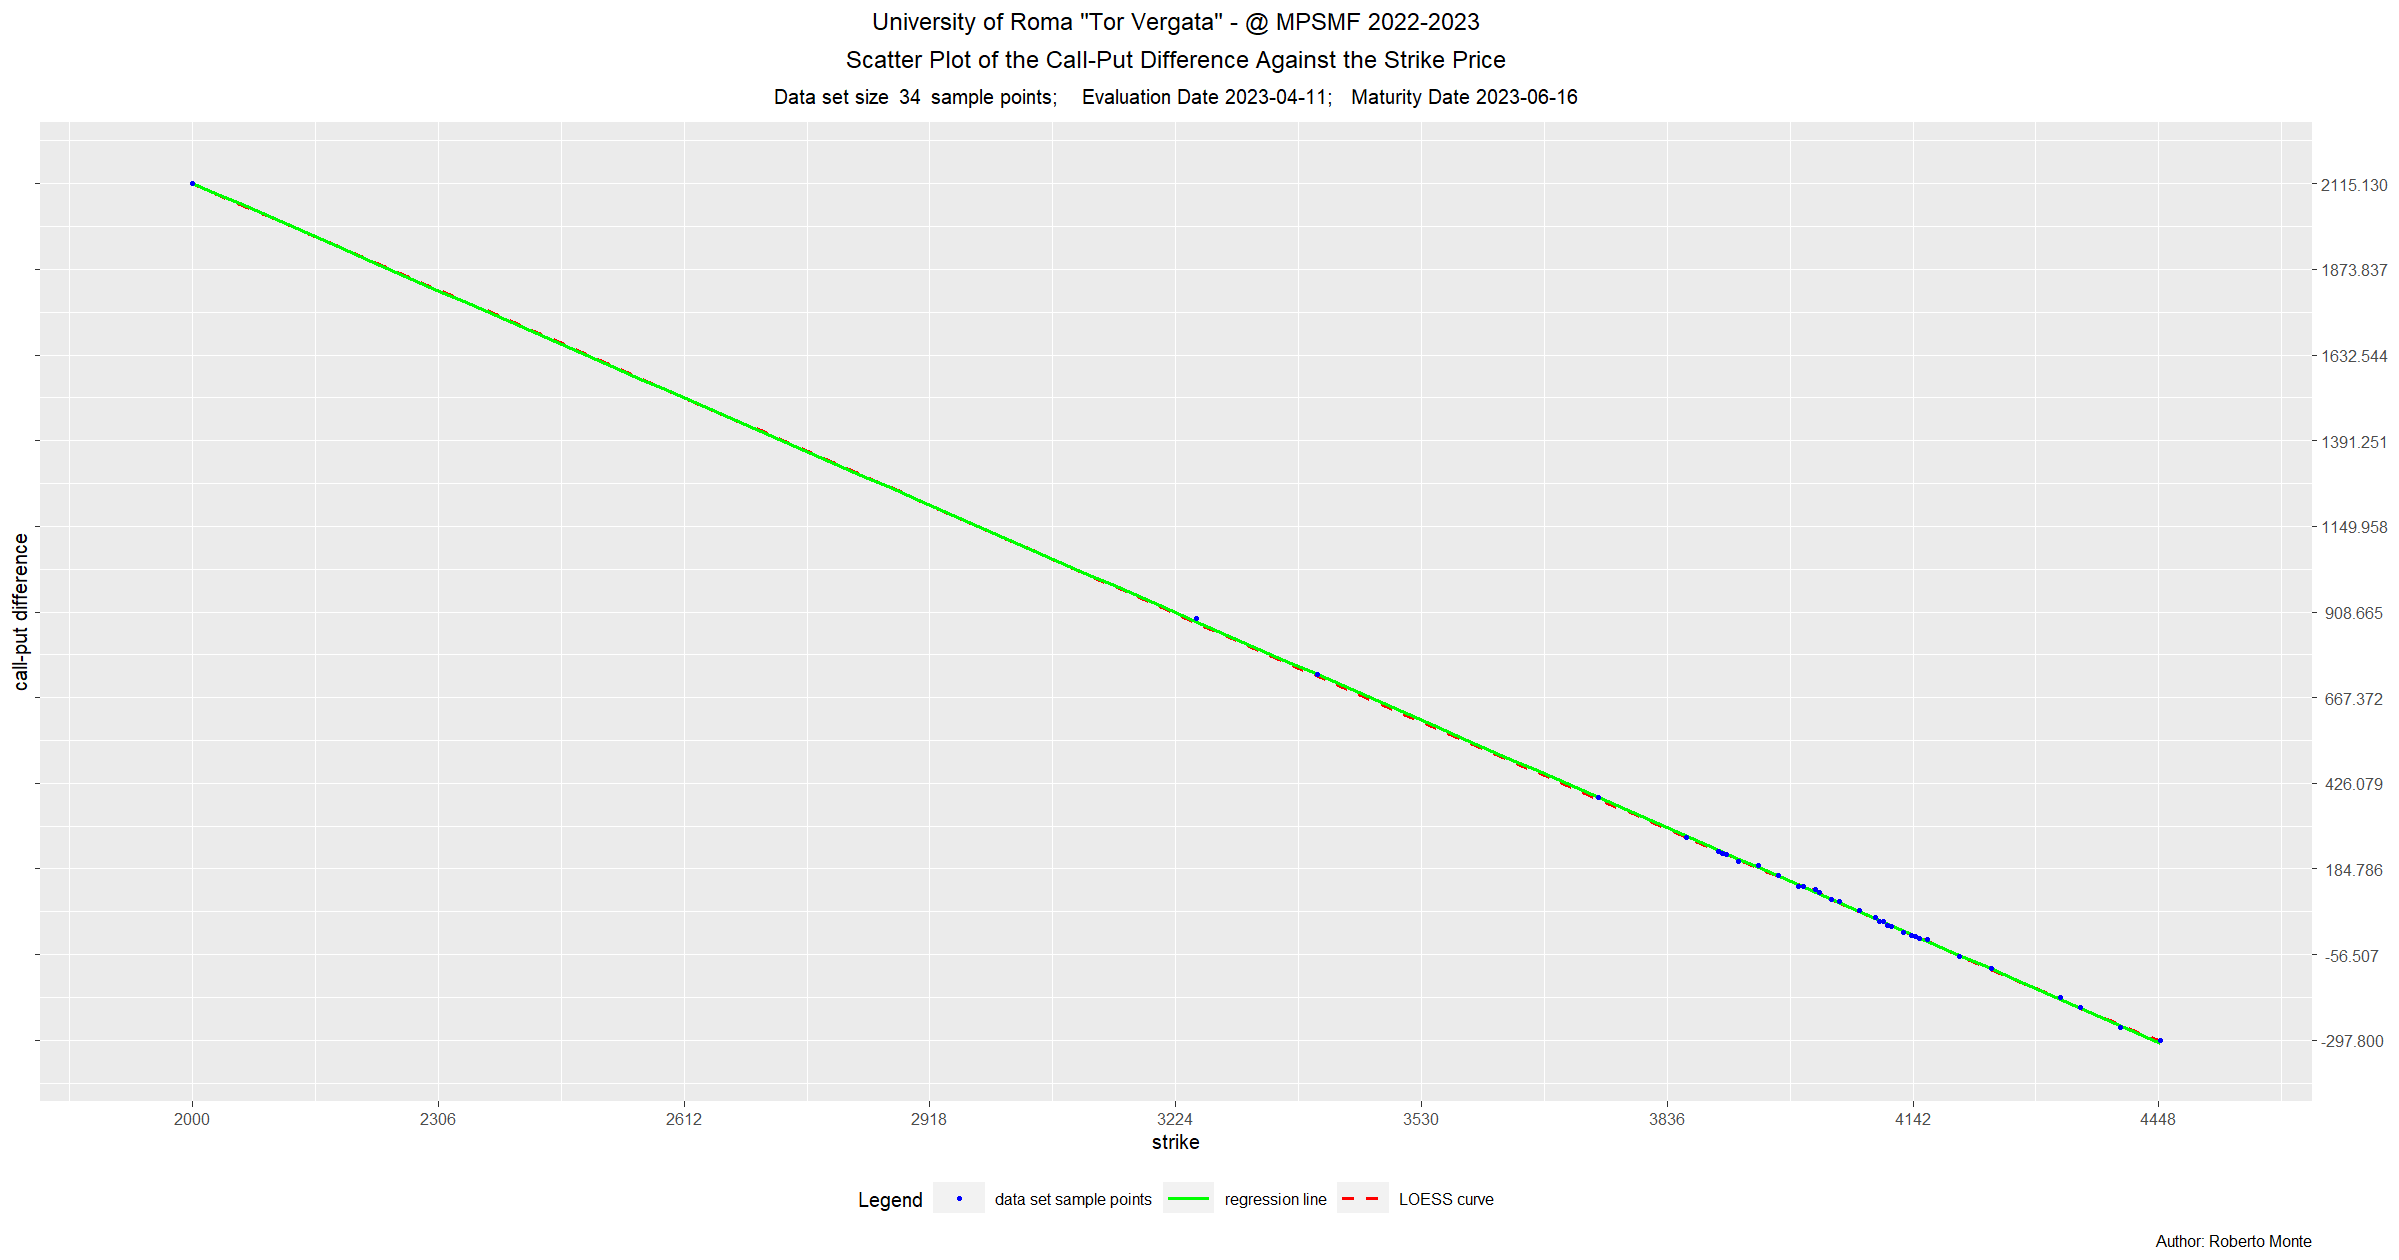 University of Roma "Tor Vergata" - @ MPSMF 2022-2023
Scatter Plot of the Call-Put Difference Against the Strike Price
Data set size 34 sample points; Evaluation Date 2023-04-11; Maturity Date 2023-06-16
call-put difference
2115.130
1873.837
1632.544
1391.251
1149.958
908.665
667.372
426.079
184.786
-56.507
-297.800
2000 2306 2612 2918 3224 3530 3836 4142 4448
strike
Legend data set sample points regression line LOESS curve
Author: Roberto Monte